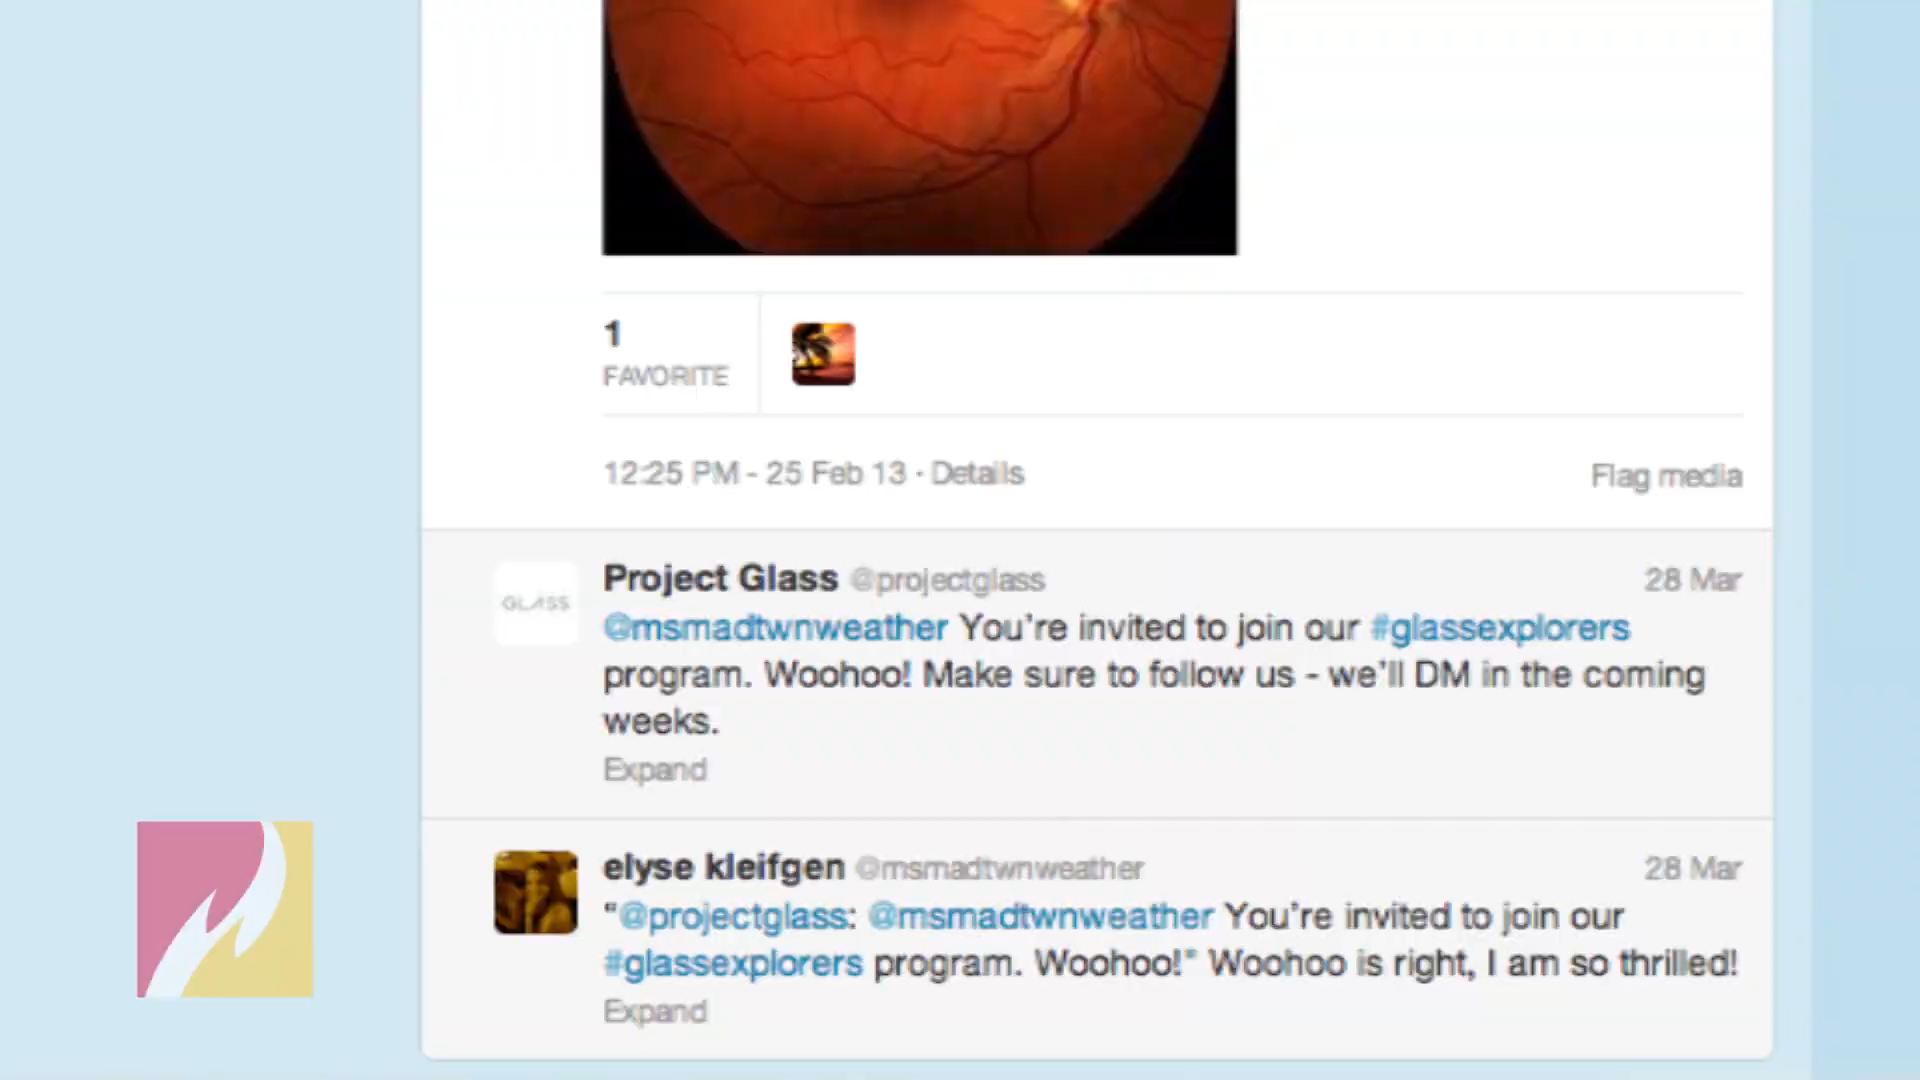 1
FAVORITE
12:25 PM - 25 Feb 13 · Details
Flag media
GLASS
Project Glass @projectglass
28 Mar
@msmadtwnweather You're invited to join our #glassexplorers
program. Woohoo! Make sure to follow us - we'll DM in the coming
weeks.
Expand
elyse kleifgen @msmadtwnweather
28 Mar
"@projectglass: @msmadtwnweather You're invited to join our
#glassexplorers program. Woohoo!" Woohoo is right, I am so thrilled!
Expand